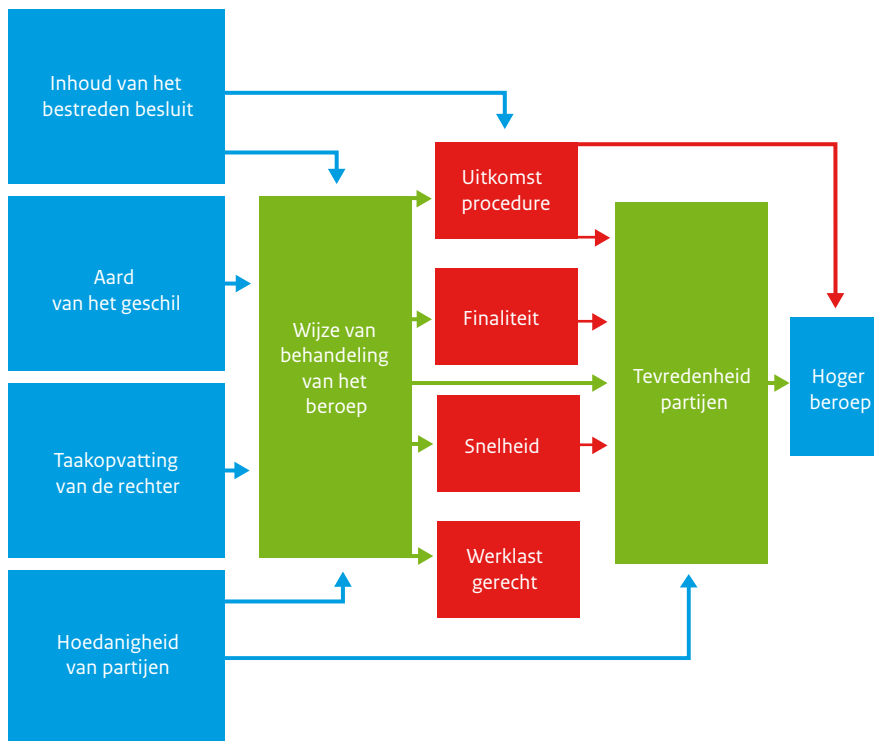 Inhoud van het
bestreden besluit
Aard
van het geschil
Taakopvatting
van de rechter
Hoedanigheid
van partijen
Wijze van
behandeling
van het
beroep
Uitkomst
procedure
Finaliteit
Snelheid
Werklast
gerecht
Tevredenheid
partijen
Hoger
beroep